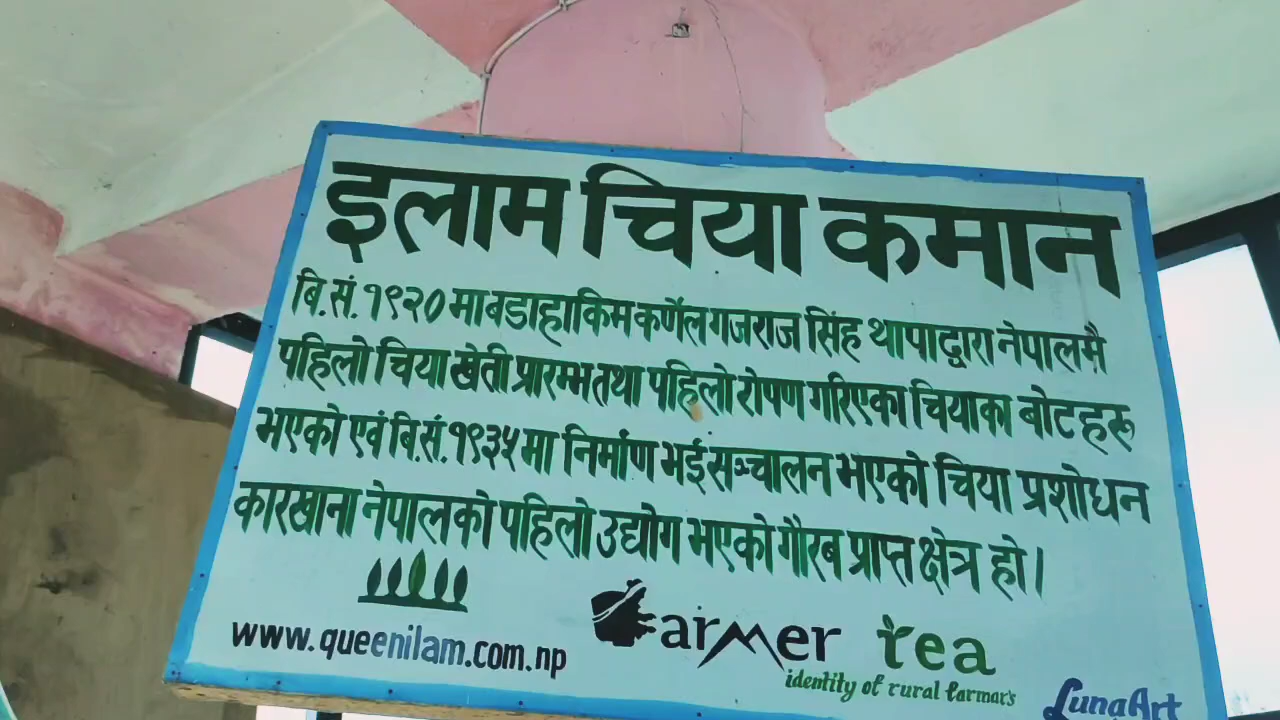 इलाम चिया कमान
बि.सं. १९२० मा बडाहाकिम कर्णेल गजराज सिंह थापाद्वारा नेपालमै
पहिलो चिया खेती प्रारम्भ तथा पहिलो रोपण गरिएका चियाका बोटहरू
भएको एवं बि.सं. १९३५ मा निर्माण भई सञ्चालन भएको चिया प्रशोधन
कारखाना नेपालको पहिलो उद्योग भएको गौरब प्राप्त क्षेत्र हो।
www.queenilam.com.np
Farmer Tea
identity of rural farmar's
LunaArt